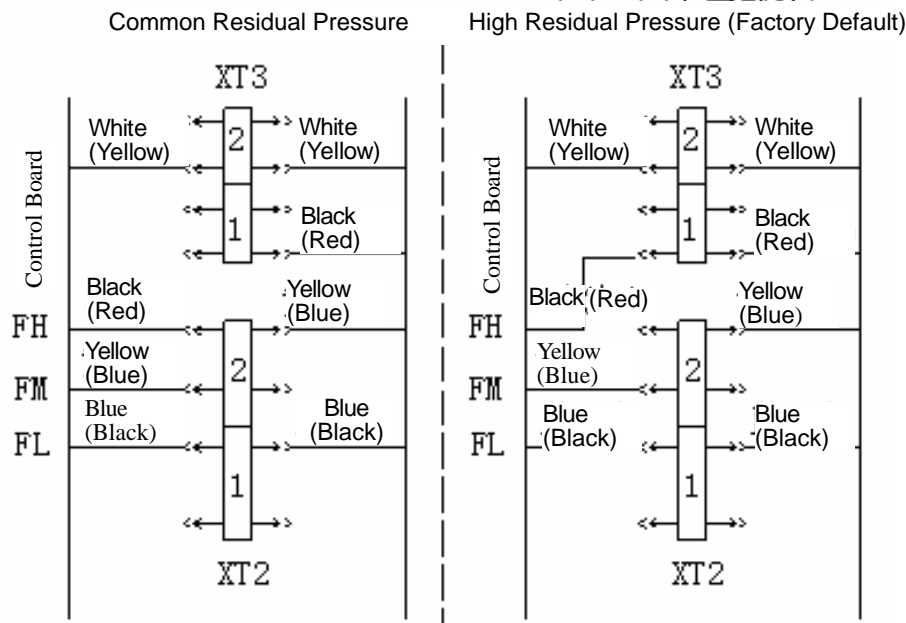 Common Residual Pressure
XT3
Control Board
White
(Yellow)
2
White
(Yellow)
1
Black
(Red)
Black
(Red)
Yellow
(Blue)
FH
Yellow
(Blue)
2
FM
Blue
(Black)
Blue
(Black)
FL
1
XT2
High Residual Pressure (Factory Default)
XT3
Control Board
White
(Yellow)
2
White
(Yellow)
1
Black
(Red)
Black (Red)
Yellow
(Blue)
FH
Yellow
(Blue)
2
FM
Blue
(Black)
Blue
(Black)
FL
1
XT2